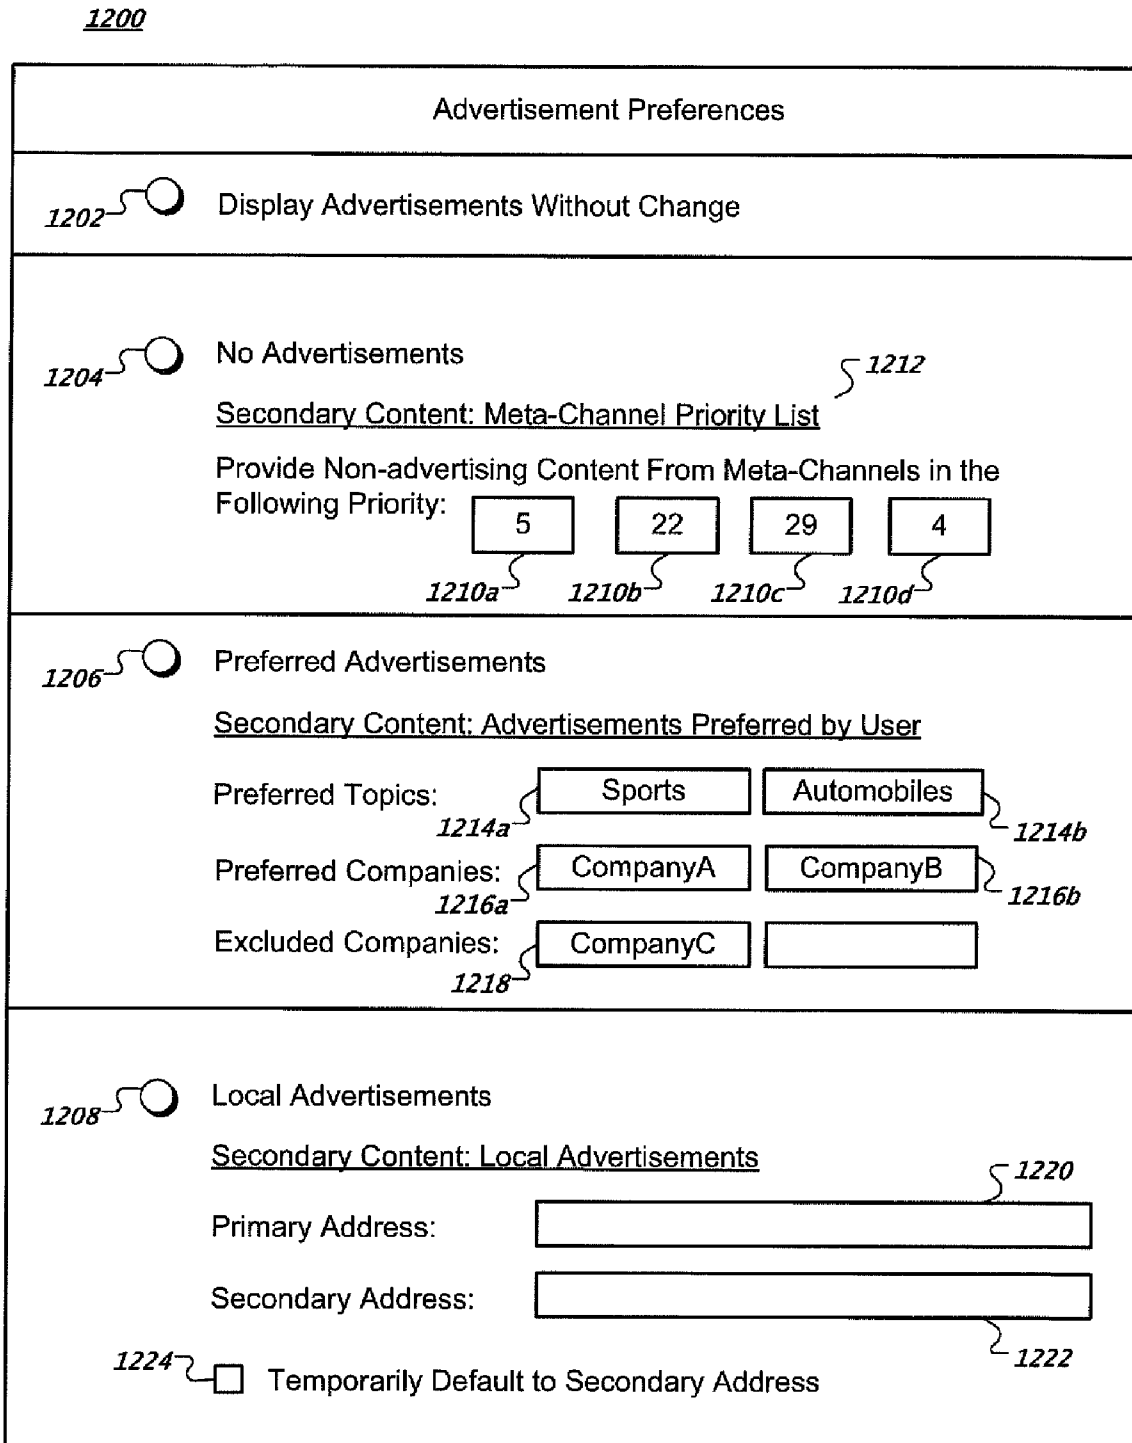 1200
Advertisement Preferences
1202 Display Advertisements Without Change
1204 No Advertisements
1212
Secondary Content: Meta-Channel Priority List
Provide Non-advertising Content From Meta-Channels in the
Following Priority: 5 22 29 4
1210a 1210b 1210c 1210d
1206 Preferred Advertisements
Secondary Content: Advertisements Preferred by User
Preferred Topics: Sports Automobiles
1214a 1214b
Preferred Companies: CompanyA CompanyB
1216a 1216b
Excluded Companies: CompanyC
1218
1208 Local Advertisements
Secondary Content: Local Advertisements
1220
Primary Address:
Secondary Address:
1222
1224 Temporarily Default to Secondary Address